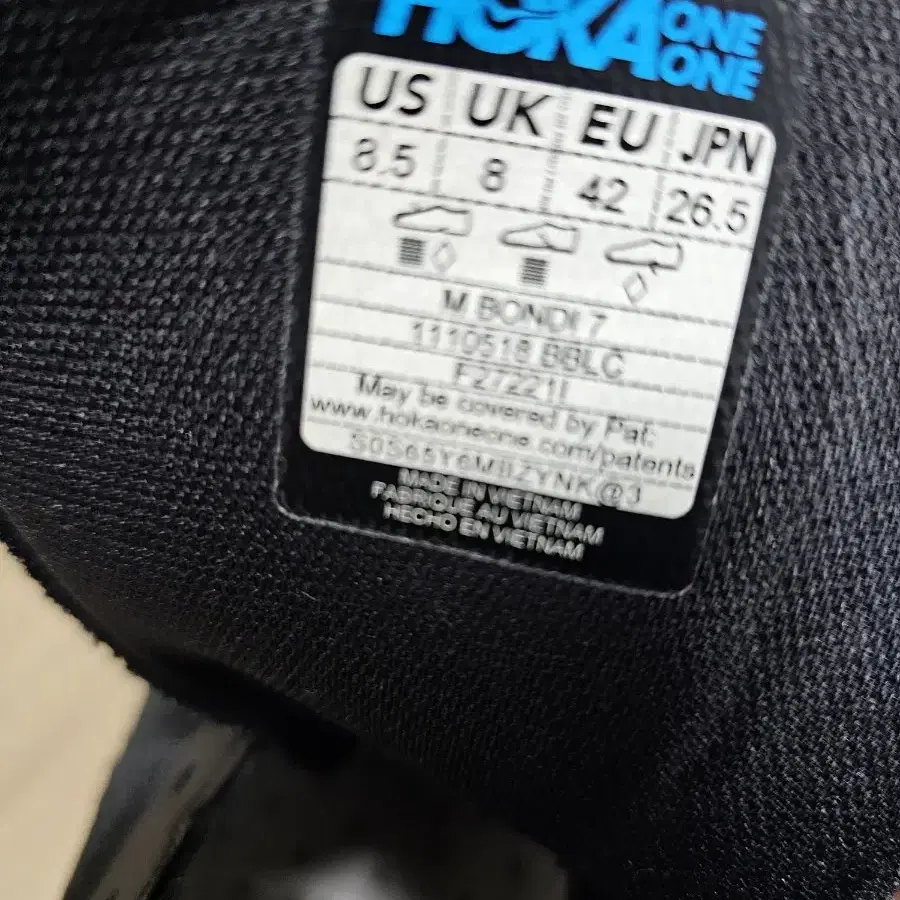 HOKA ONE ONE
US UK EU JPN
8.5 8 42 26.5
M BONDI 7
1110518 BBLC
F27221I
May be covered by Pat:
www.hokaoneone.com/patents
MADE IN VIETNAM
FABRIQUE AU VIETNAM
HECHO EN VIETNAM